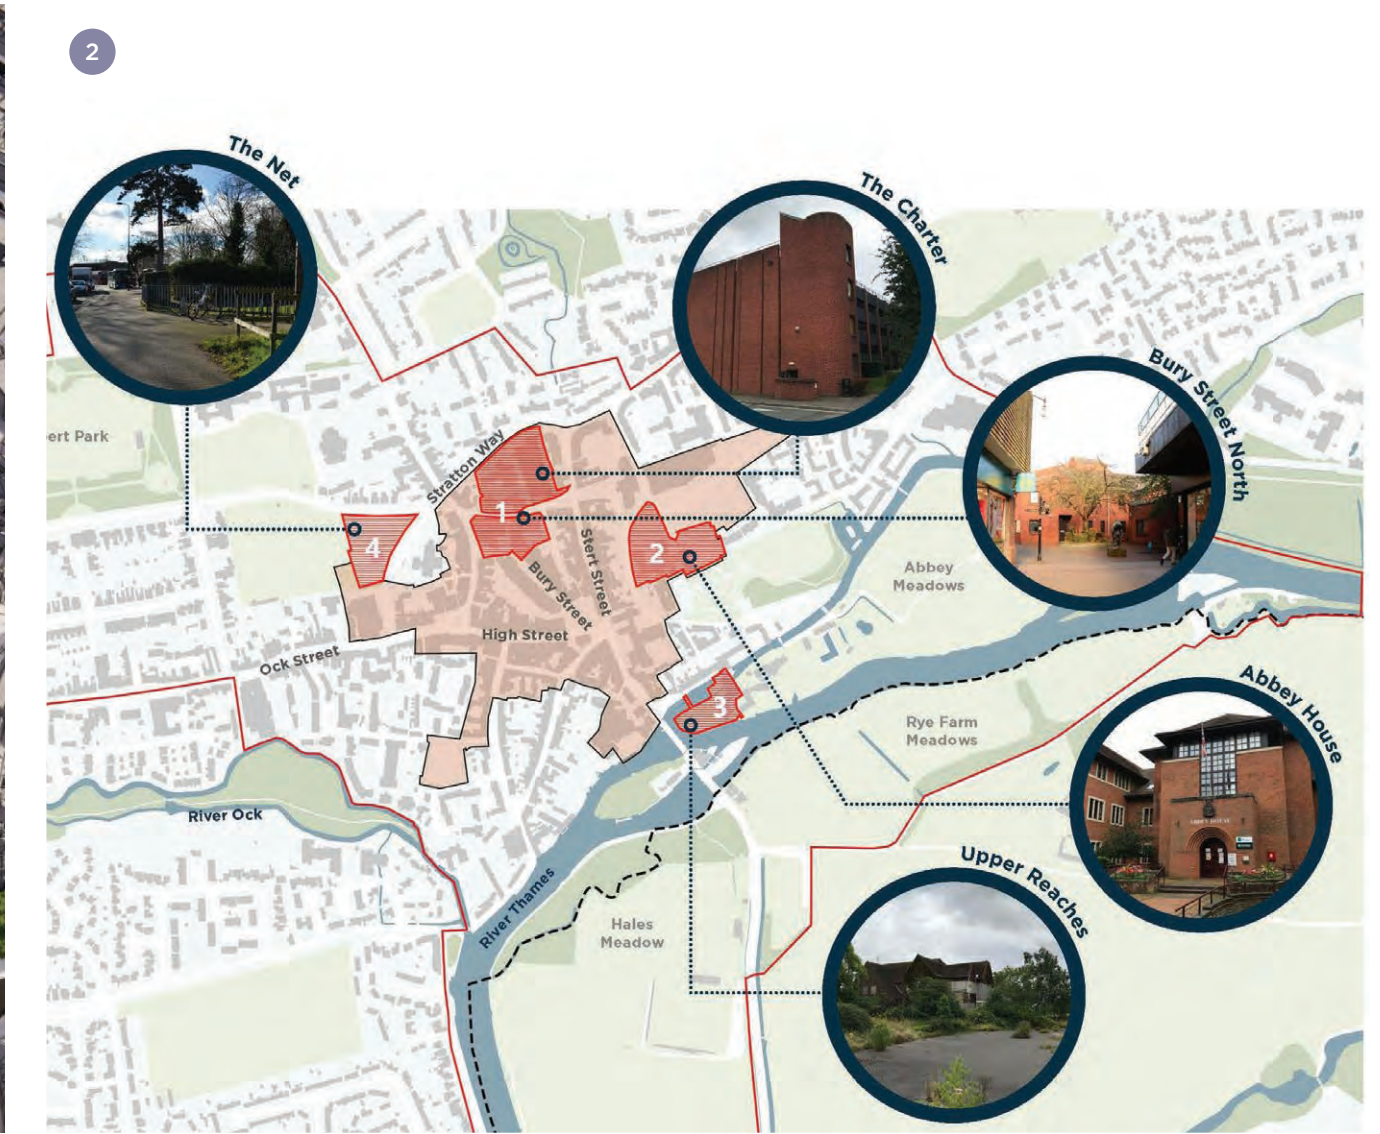 2
The Net
The Charter
Bury Street North
ert Park
Stratton Way
1
4
2
Stert Street
Bury Street
High Street
Ock Street
Abbey
Meadows
3
Rye Farm
Meadows
Abbey House
ABBEY HOUSE
River Ock
River Thames
Upper Reaches
Hales
Meadow